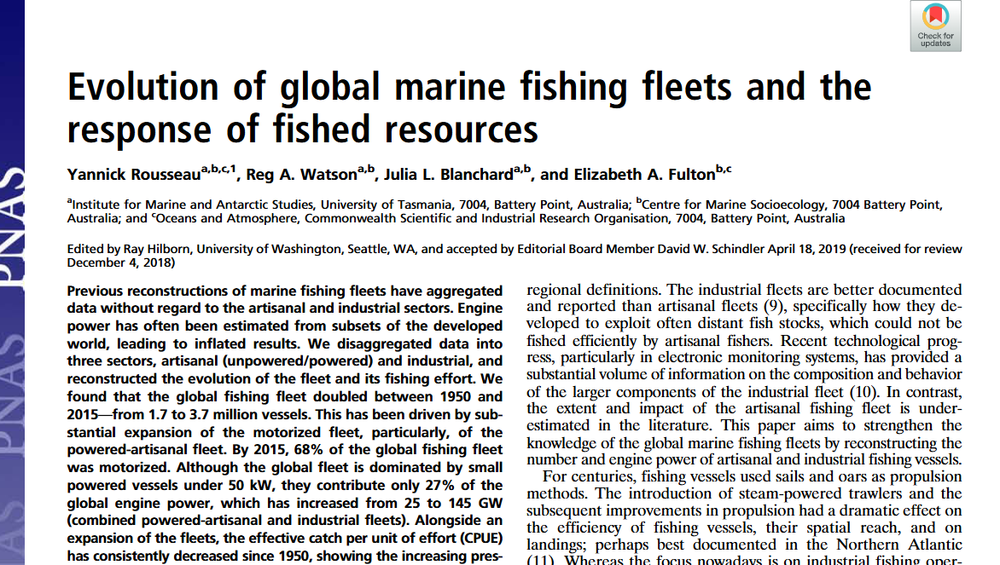 Check for
updates
Evolution of global marine fishing fleets and the
response of fished resources
Yannick Rousseauᵃ,ᵇ,ᶜ,¹, Reg A. Watsonᵃ,ᵇ, Julia L. Blanchardᵃ,ᵇ, and Elizabeth A. Fultonᵇ,ᶜ
ᵃInstitute for Marine and Antarctic Studies, University of Tasmania, 7004, Battery Point, Australia; ᵇCentre for Marine Socioecology, 7004 Battery Point,
Australia; and ᶜOceans and Atmosphere, Commonwealth Scientific and Industrial Research Organisation, 7004, Battery Point, Australia
Edited by Ray Hilborn, University of Washington, Seattle, WA, and accepted by Editorial Board Member David W. Schindler April 18, 2019 (received for review
December 4, 2018)
Previous reconstructions of marine fishing fleets have aggregated
data without regard to the artisanal and industrial sectors. Engine
power has often been estimated from subsets of the developed
world, leading to inflated results. We disaggregated data into
three sectors, artisanal (unpowered/powered) and industrial, and
reconstructed the evolution of the fleet and its fishing effort. We
found that the global fishing fleet doubled between 1950 and
2015—from 1.7 to 3.7 million vessels. This has been driven by sub-
stantial expansion of the motorized fleet, particularly, of the
powered-artisanal fleet. By 2015, 68% of the global fishing fleet
was motorized. Although the global fleet is dominated by small
powered vessels under 50 kW, they contribute only 27% of the
global engine power, which has increased from 25 to 145 GW
(combined powered-artisanal and industrial fleets). Alongside an
expansion of the fleets, the effective catch per unit of effort (CPUE)
has consistently decreased since 1950, showing the increasing pres-
regional definitions. The industrial fleets are better documented
and reported than artisanal fleets (9), specifically how they de-
veloped to exploit often distant fish stocks, which could not be
fished efficiently by artisanal fishers. Recent technological prog-
ress, particularly in electronic monitoring systems, has provided a
substantial volume of information on the composition and behavior
of the larger components of the industrial fleet (10). In contrast,
the extent and impact of the artisanal fishing fleet is under-
estimated in the literature. This paper aims to strengthen the
knowledge of the global marine fishing fleets by reconstructing the
number and engine power of artisanal and industrial fishing vessels.
For centuries, fishing vessels used sails and oars as propulsion
methods. The introduction of steam-powered trawlers and the
subsequent improvements in propulsion had a dramatic effect on
the efficiency of fishing vessels, their spatial reach, and on
landings; perhaps best documented in the Northern Atlantic
(11). Whereas the focus nowadays is on industrial fishing oper-
PNAS
PNAS